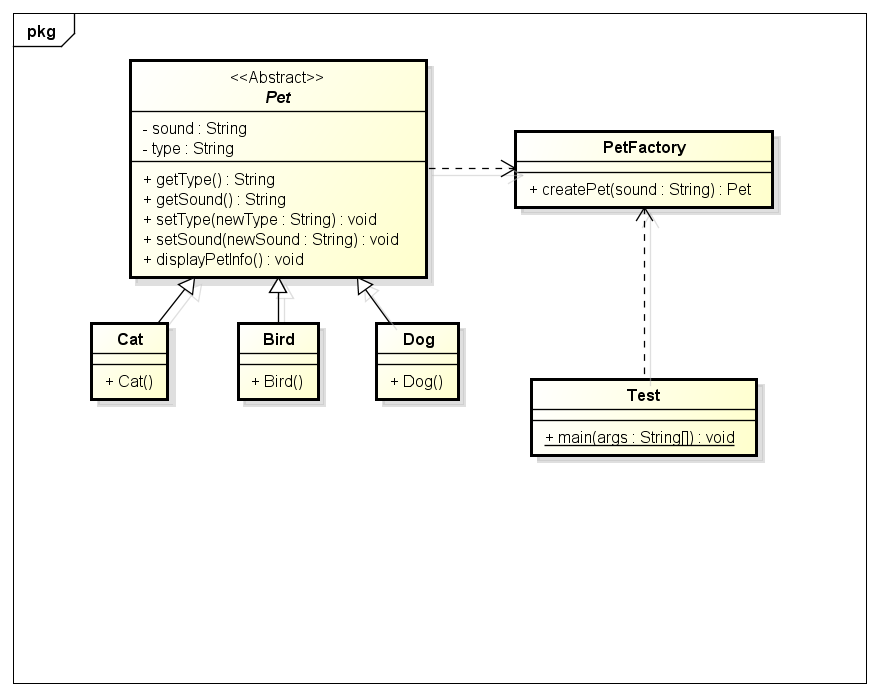 pkg
<<Abstract>>
Pet
- sound : String
- type : String
+ getType() : String
+ getSound() : String
+ setType(newType : String) : void
+ setSound(newSound : String) : void
+ displayPetInfo() : void
PetFactory
+ createPet(sound : String) : Pet
Cat
+ Cat()
Bird
+ Bird()
Dog
+ Dog()
Test
+ main(args : String[]) : void